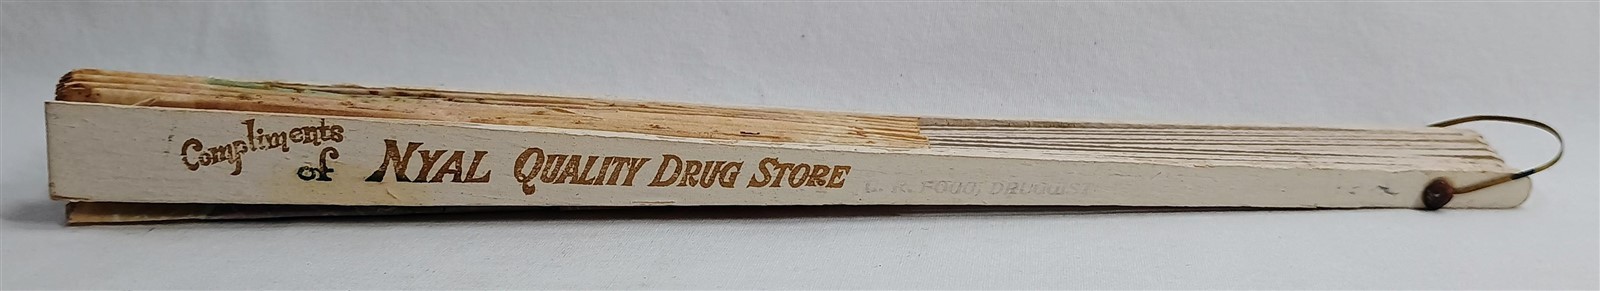 Compliments
of NYAL QUALITY DRUG STORE
DRUGGIST